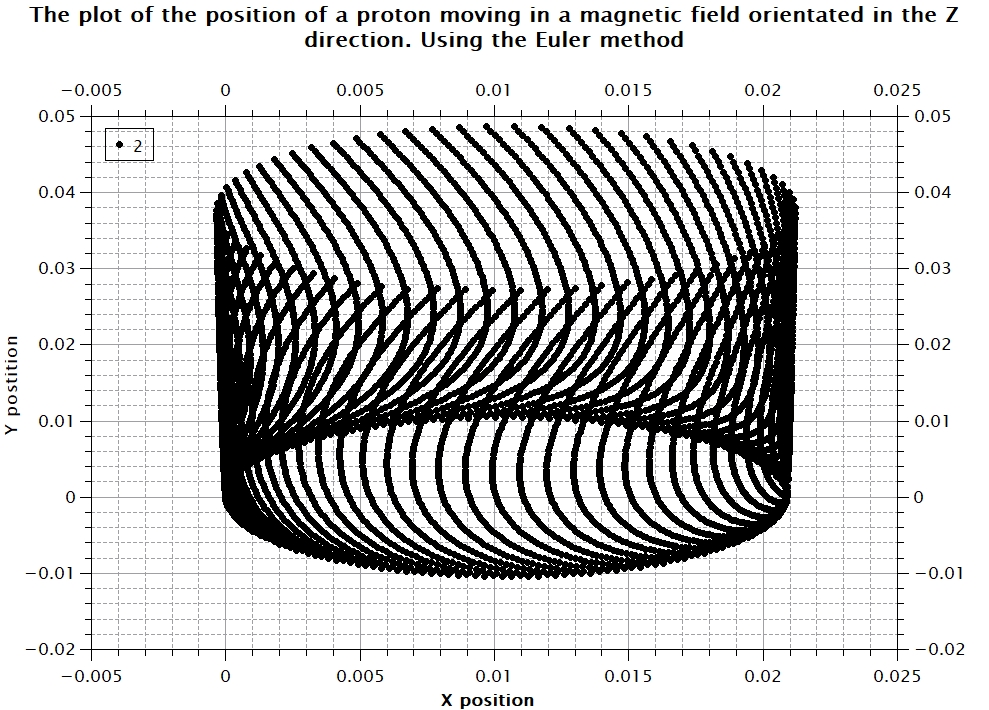 The plot of the position of a proton moving in a magnetic field orientated in the Z
direction. Using the Euler method
−0.005 0 0.005 0.01 0.015 0.02 0.025
0.05 0.05
2
0.04 0.04
0.03 0.03
0.02 0.02
0.01 0.01
0 0
−0.01 −0.01
−0.02 −0.02
Y postition
−0.005 0 0.005 0.01 0.015 0.02 0.025
X position